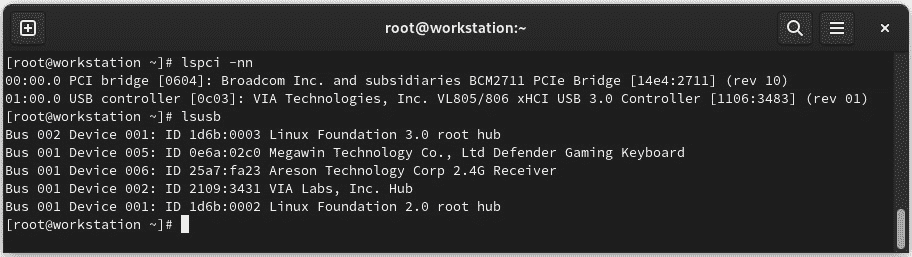 root@workstation:~
[root@workstation ~]# lspci -nn
00:00.0 PCI bridge [0604]: Broadcom Inc. and subsidiaries BCM2711 PCIe Bridge [14e4:2711] (rev 10)
01:00.0 USB controller [0c03]: VIA Technologies, Inc. VL805/806 xHCI USB 3.0 Controller [1106:3483] (rev 01)
[root@workstation ~]# lsusb
Bus 002 Device 001: ID 1d6b:0003 Linux Foundation 3.0 root hub
Bus 001 Device 005: ID 0e6a:02c0 Megawin Technology Co., Ltd Defender Gaming Keyboard
Bus 001 Device 006: ID 25a7:fa23 Areson Technology Corp 2.4G Receiver
Bus 001 Device 002: ID 2109:3431 VIA Labs, Inc. Hub
Bus 001 Device 001: ID 1d6b:0002 Linux Foundation 2.0 root hub
[root@workstation ~]#